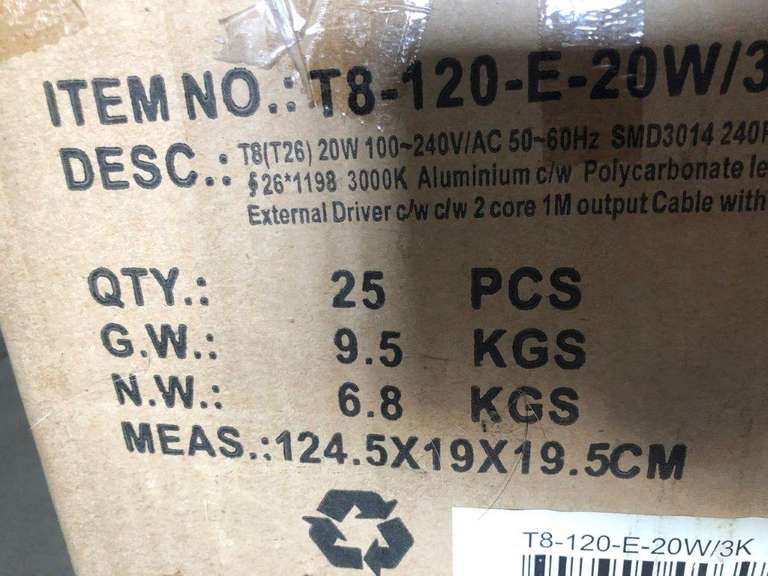 ITEM NO.: T8-120-E-20W/3
DESC.: T8(T26) 20W 100~240V/AC 50~60Hz SMD3014 240P
$26*1198 3000K Aluminium c/w Polycarbonate le
External Driver c/w c/w 2 core 1M output Cable with
QTY.: 25 PCS
G.W.: 9.5 KGS
N.W.: 6.8 KGS
MEAS.:124.5X19X19.5CM
T8-120-E-20W/3K